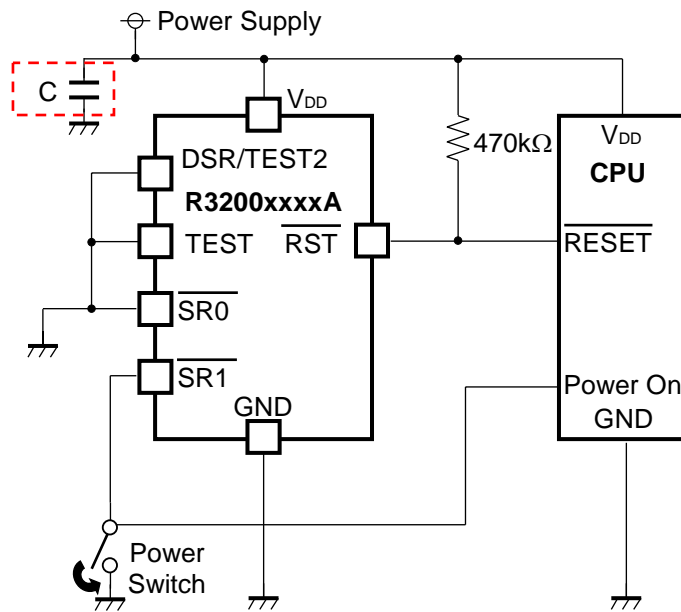 Power Supply
C
VDD
DSR/TEST2
R3200xxxxA
TEST
RST
SR0
SR1
GND
470kΩ
VDD
CPU
RESET
Power On
GND
Power
Switch